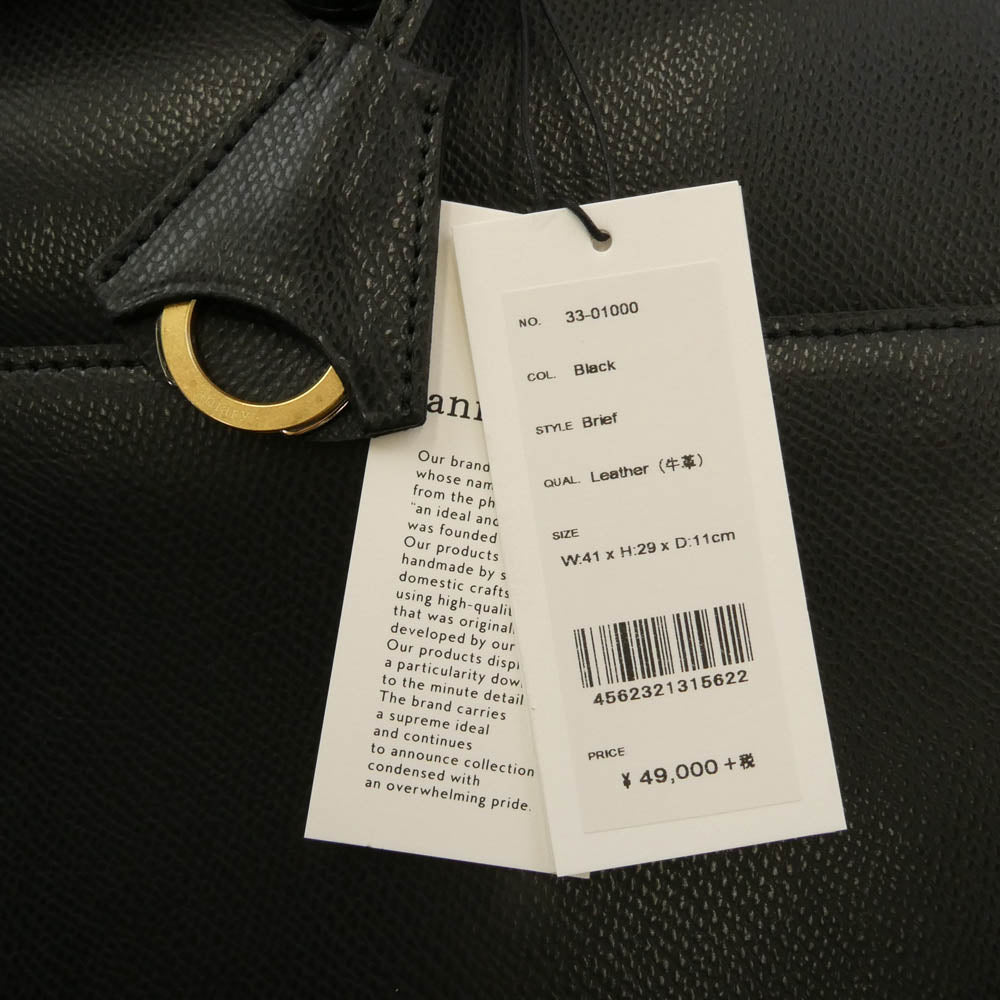 NO. 33-01000
COL. Black
STYLE Brief
QUAL. Leather (牛革)
SIZE
W:41 x H:29 x D:11cm
4562321315622
PRICE
¥ 49,000 +税
Our brand
whose nam
from the ph
"an ideal and
was founded
Our products
handmade by s
domestic crafts
using high-qualit
that was original
developed by our
Our products displ
a particularity dow
to the minute detail
The brand carries
a supreme ideal
and continues
to announce collection
condensed with
an overwhelming pride.